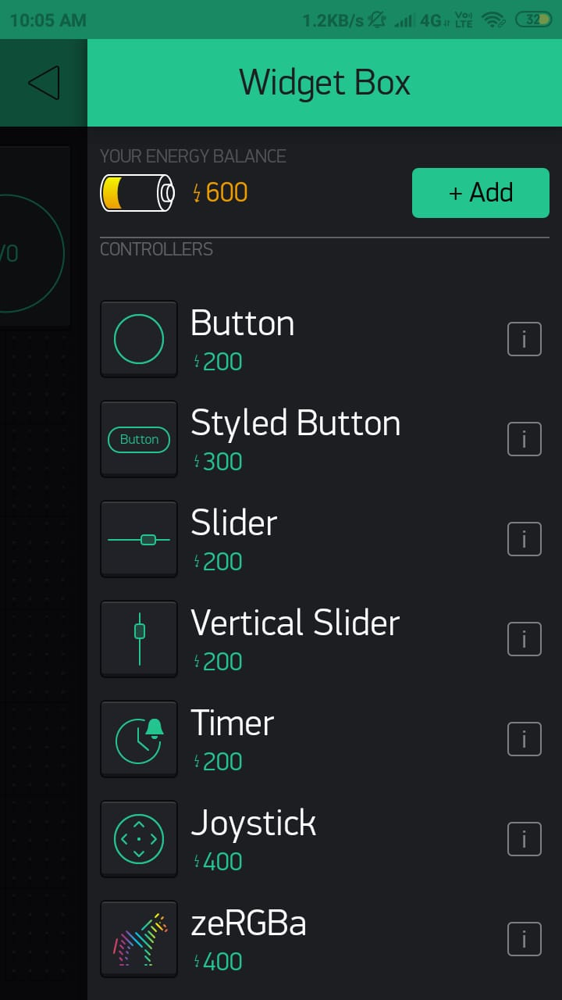 10:05 AM 1.2KB/s 4G Vo) LTE 32
Widget Box
YOUR ENERGY BALANCE
600
+ Add
CONTROLLERS
/0
Button
200
i
Button
Styled Button
300
i
Slider
200
i
Vertical Slider
200
i
Timer
200
i
Joystick
400
i
zeRGBa
400
i